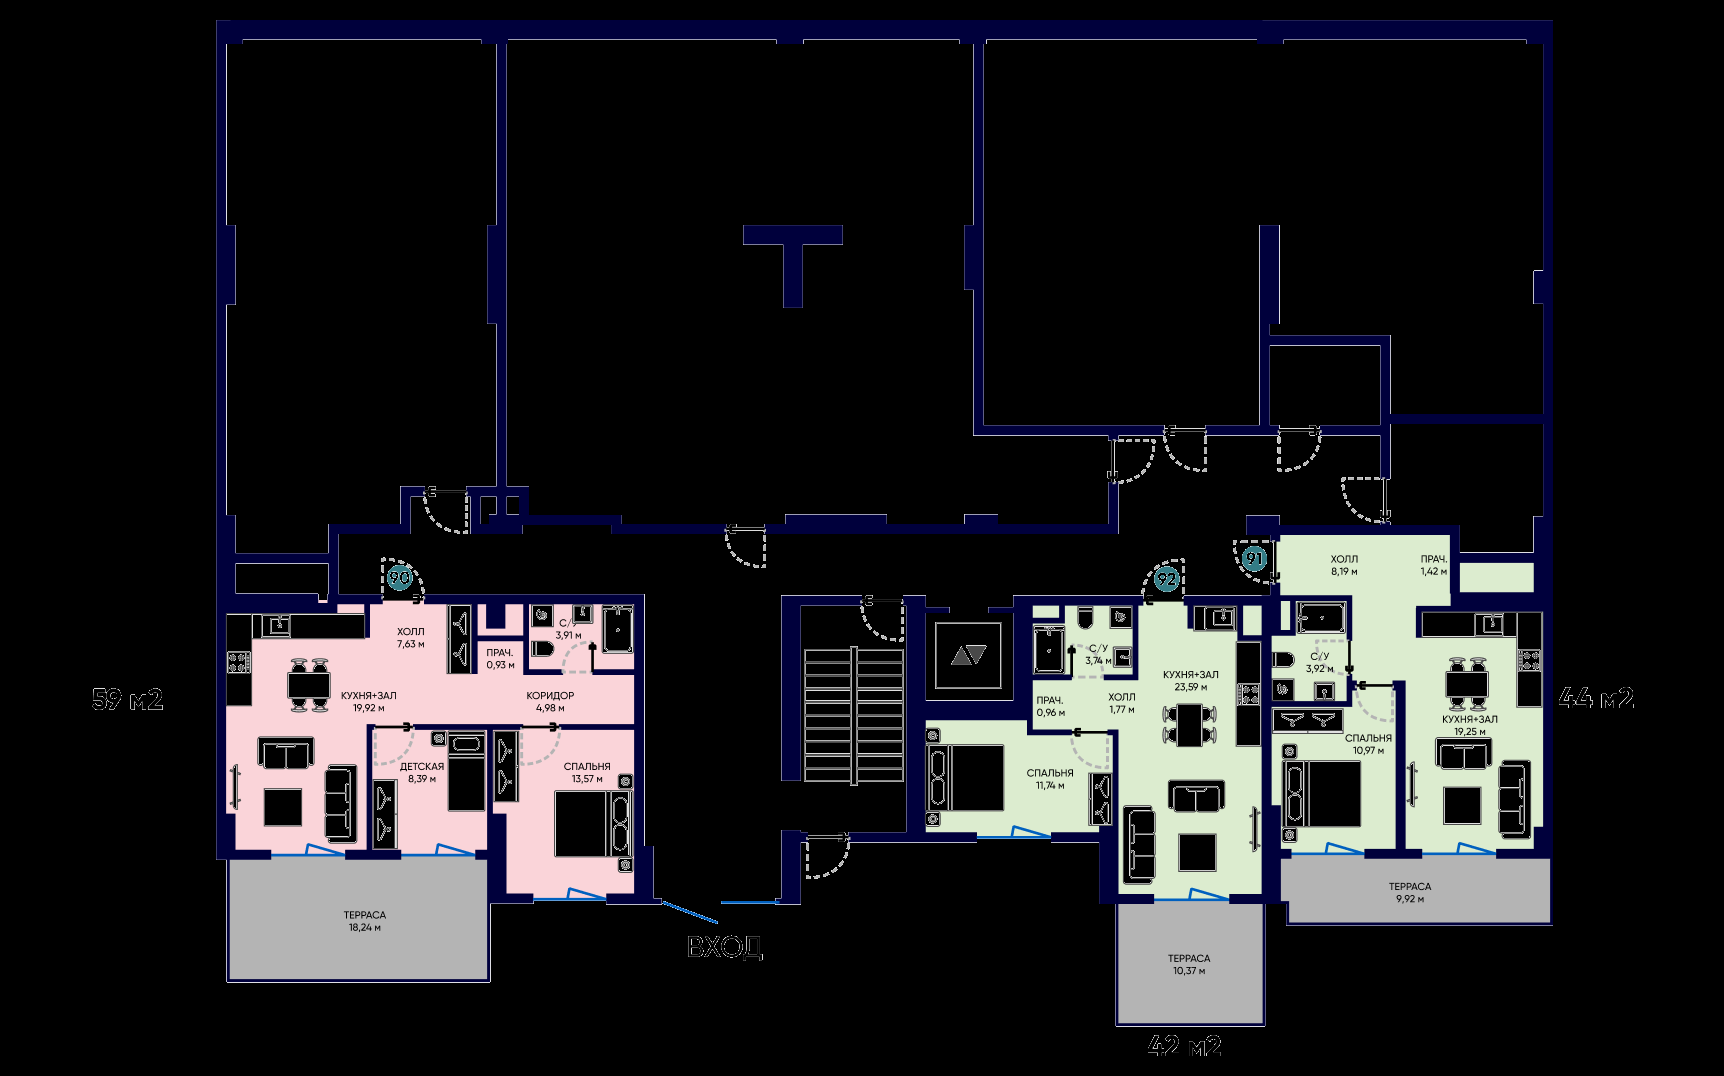 90
92
91
ХОЛЛ
7,63 м
С/У
3,91 м
ПРАЧ.
0,93 м
КУХНЯ+ЗАЛ
19,92 м
КОРИДОР
4,98 м
ДЕТСКАЯ
8,39 м
СПАЛЬНЯ
13,57 м
ТЕРРАСА
18,24 м
59 м2
ВХОД
С/У
3,74 м
ПРАЧ.
0,96 м
ХОЛЛ
1,77 м
КУХНЯ+ЗАЛ
23,59 м
СПАЛЬНЯ
11,74 м
ТЕРРАСА
10,37 м
42 м2
ХОЛЛ
8,19 м
ПРАЧ.
1,42 м
С/У
3,92 м
СПАЛЬНЯ
10,97 м
КУХНЯ+ЗАЛ
19,25 м
ТЕРРАСА
9,92 м
44 м2